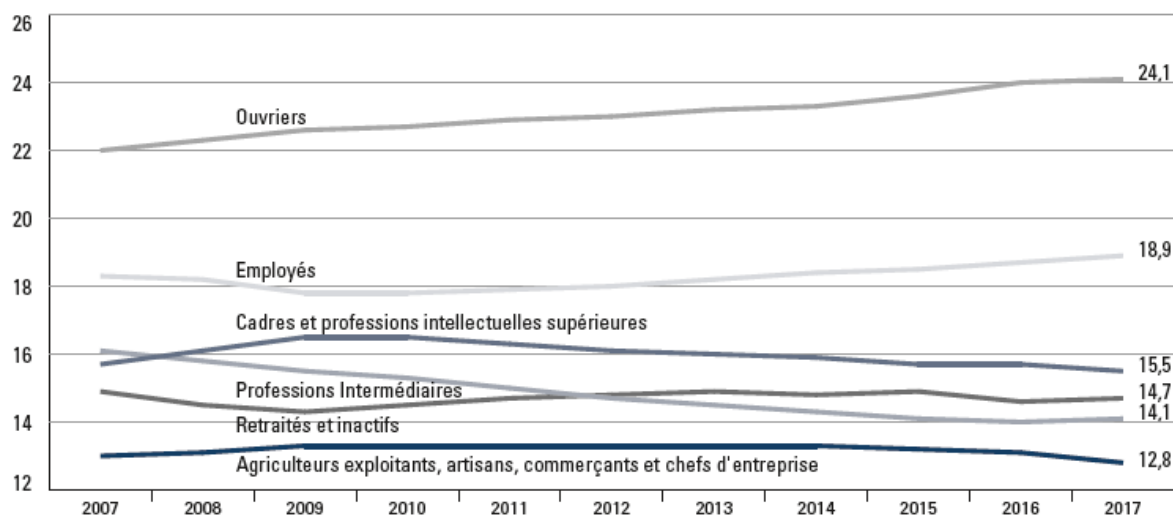 26
24
22
20
18
16
14
12
Ouvriers
24,1
Employés
18,9
Cadres et professions intellectuelles supérieures
15,5
Professions Intermédiaires
14,7
Retraités et inactifs
14,1
Agriculteurs exploitants, artisans, commerçants et chefs d'entreprise
12,8
2007 2008 2009 2010 2011 2012 2013 2014 2015 2016 2017